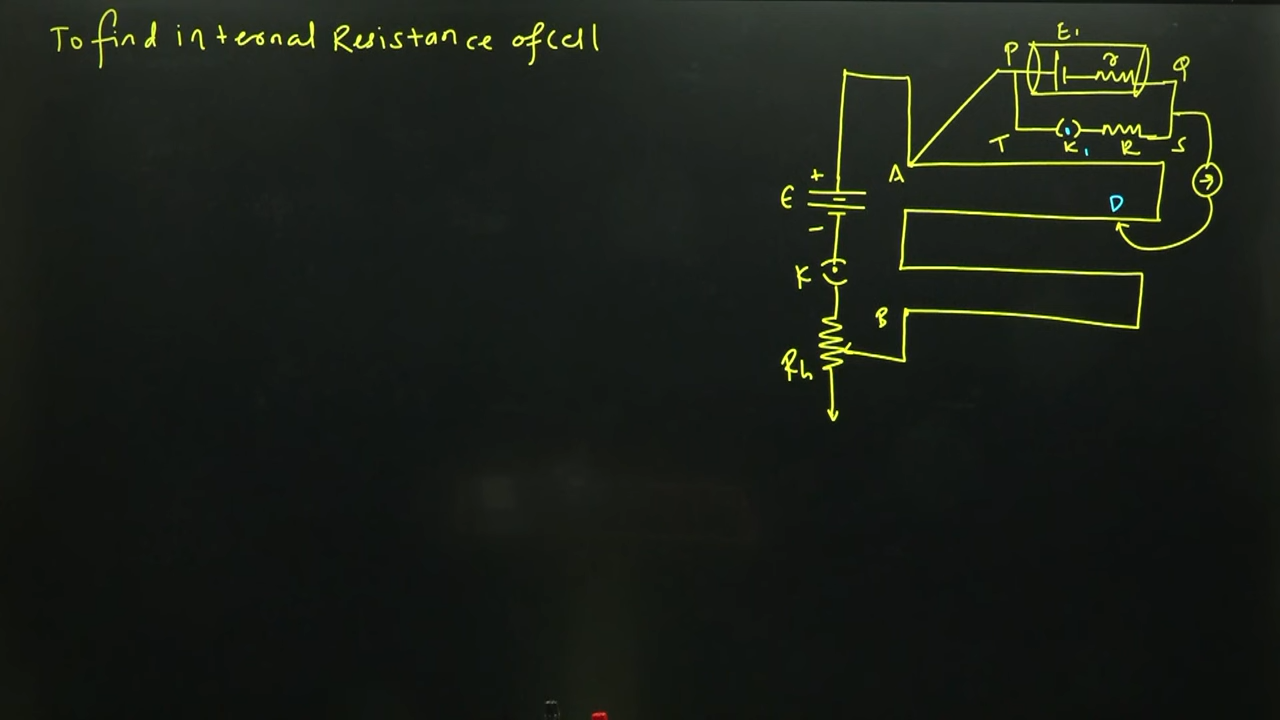 To find internal Resistance of cell
E1
P
r
Q
T
K1
R
S
A
+
E
D
-
K
B
Rh